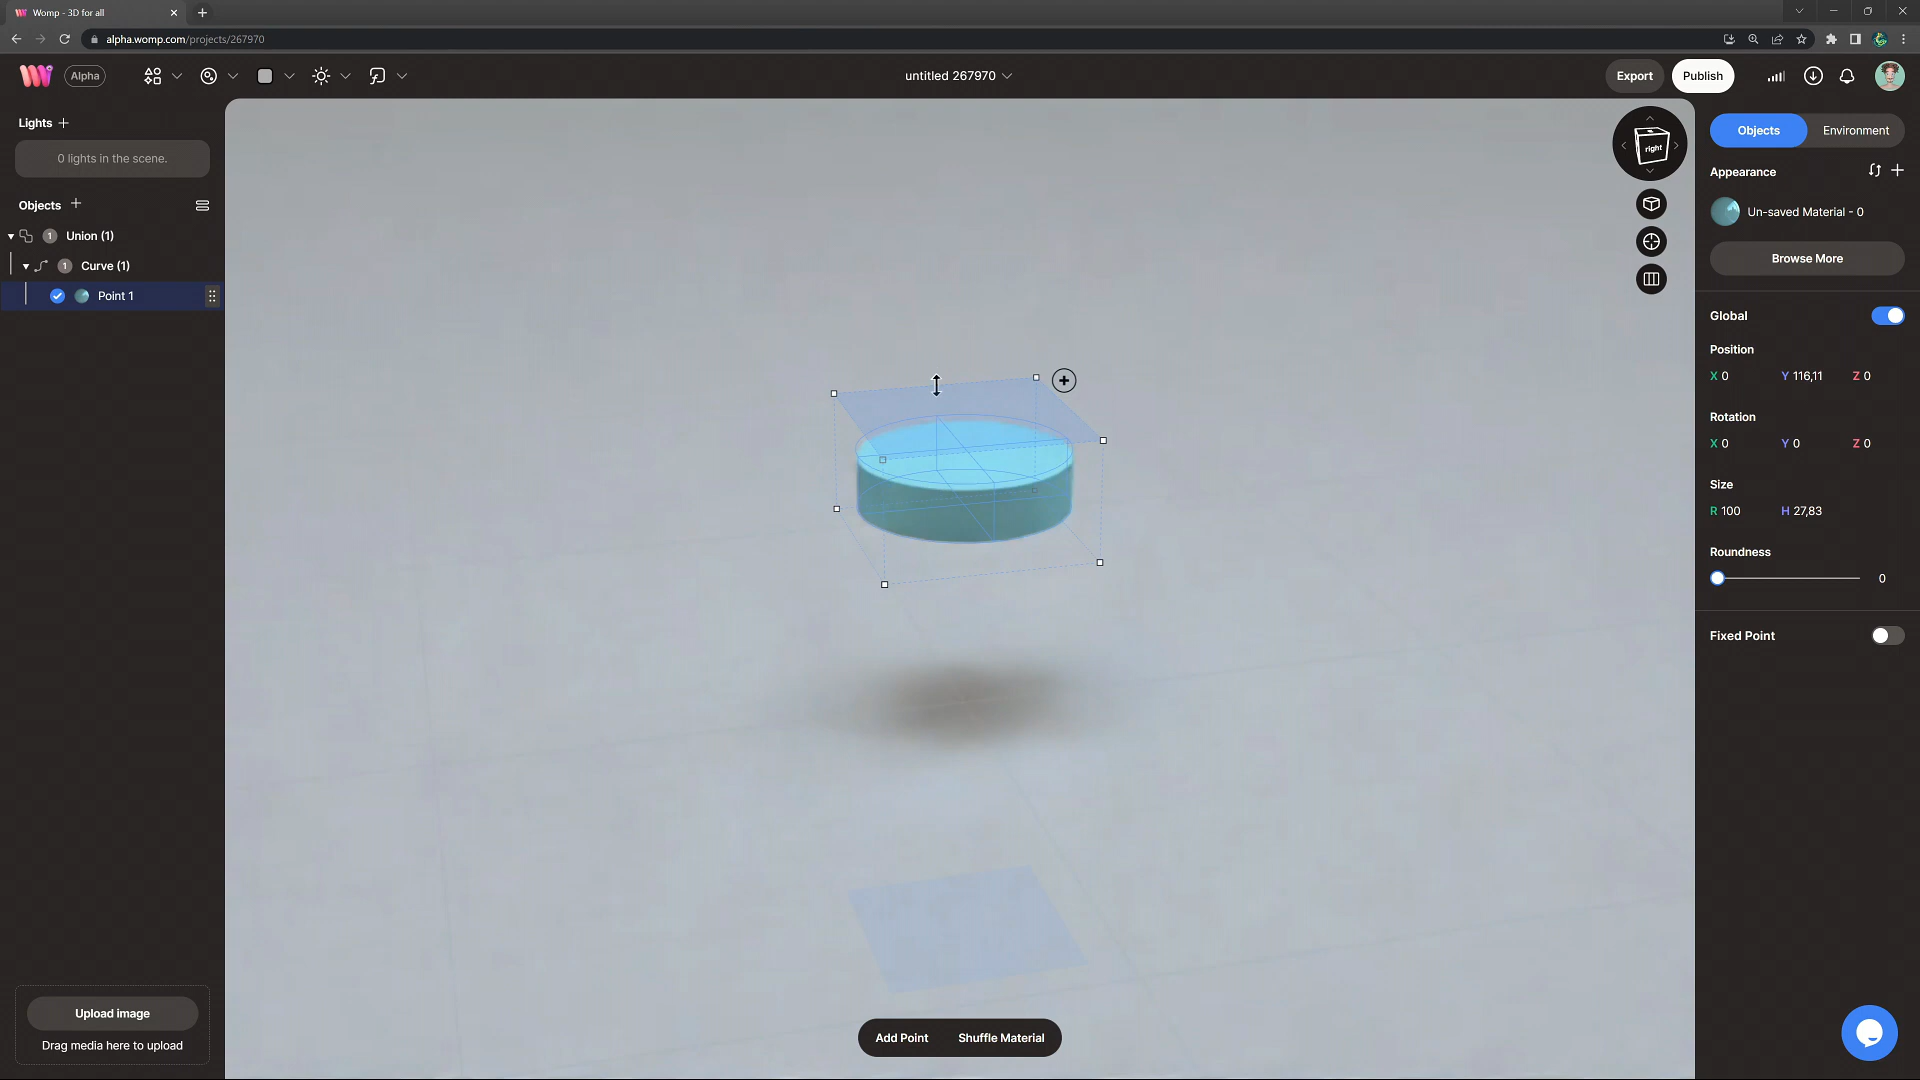 Womp - 3D for all
alpha.womp.com/projects/267970
Alpha
untitled 267970
Export
Publish
Lights
0 lights in the scene.
Objects
1 Union (1)
1 Curve (1)
Point 1
right
Objects
Environment
Appearance
Un-saved Material - 0
Browse More
Global
Position
X 0 Y 116,11 Z 0
Rotation
X 0 Y 0 Z 0
Size
R 100 H 27,83
Roundness
0
Fixed Point
Upload image
Drag media here to upload
Add Point Shuffle Material